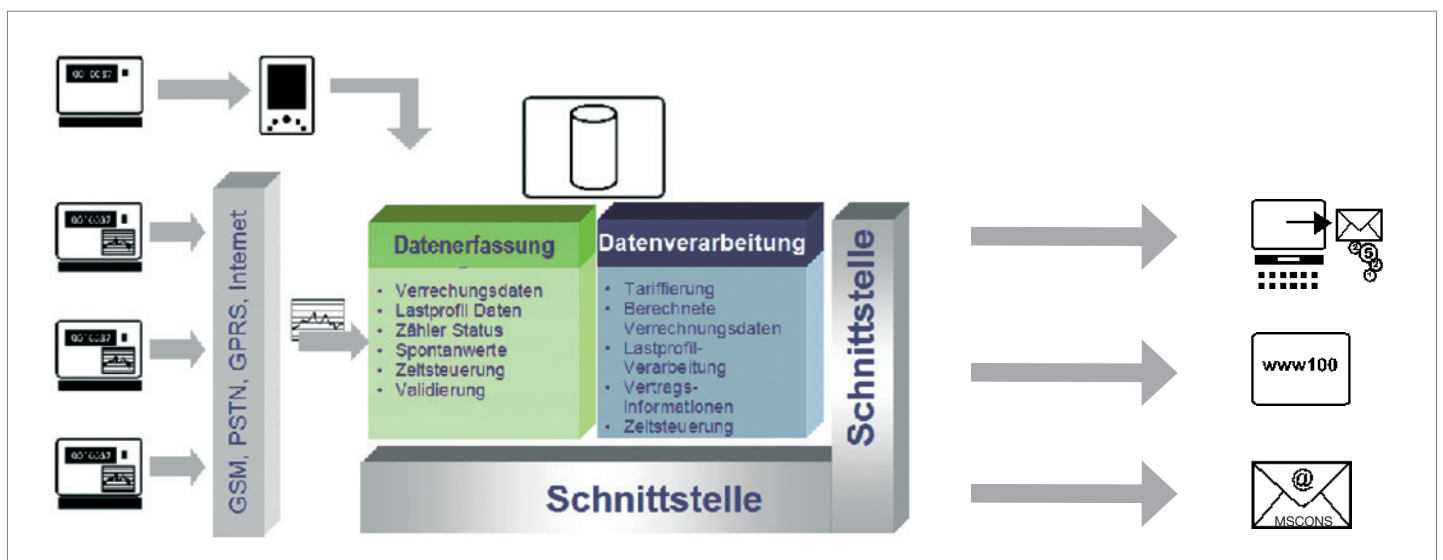 GSM, PSTN, GPRS, Internet
Datenerfassung
• Verrechungsdaten
• Lastprofil Daten
• Zähler Status
• Spontanwerte
• Zeitsteuerung
• Validierung
Datenverarbeitung
• Tariffierung
• Berechnete
Verrechnungsdaten
• Lastprofil-
Verarbeitung
• Vertrags-
Informationen
• Zeitsteuerung
Schnittstelle
Schnittstelle
www100
@
MSCONS